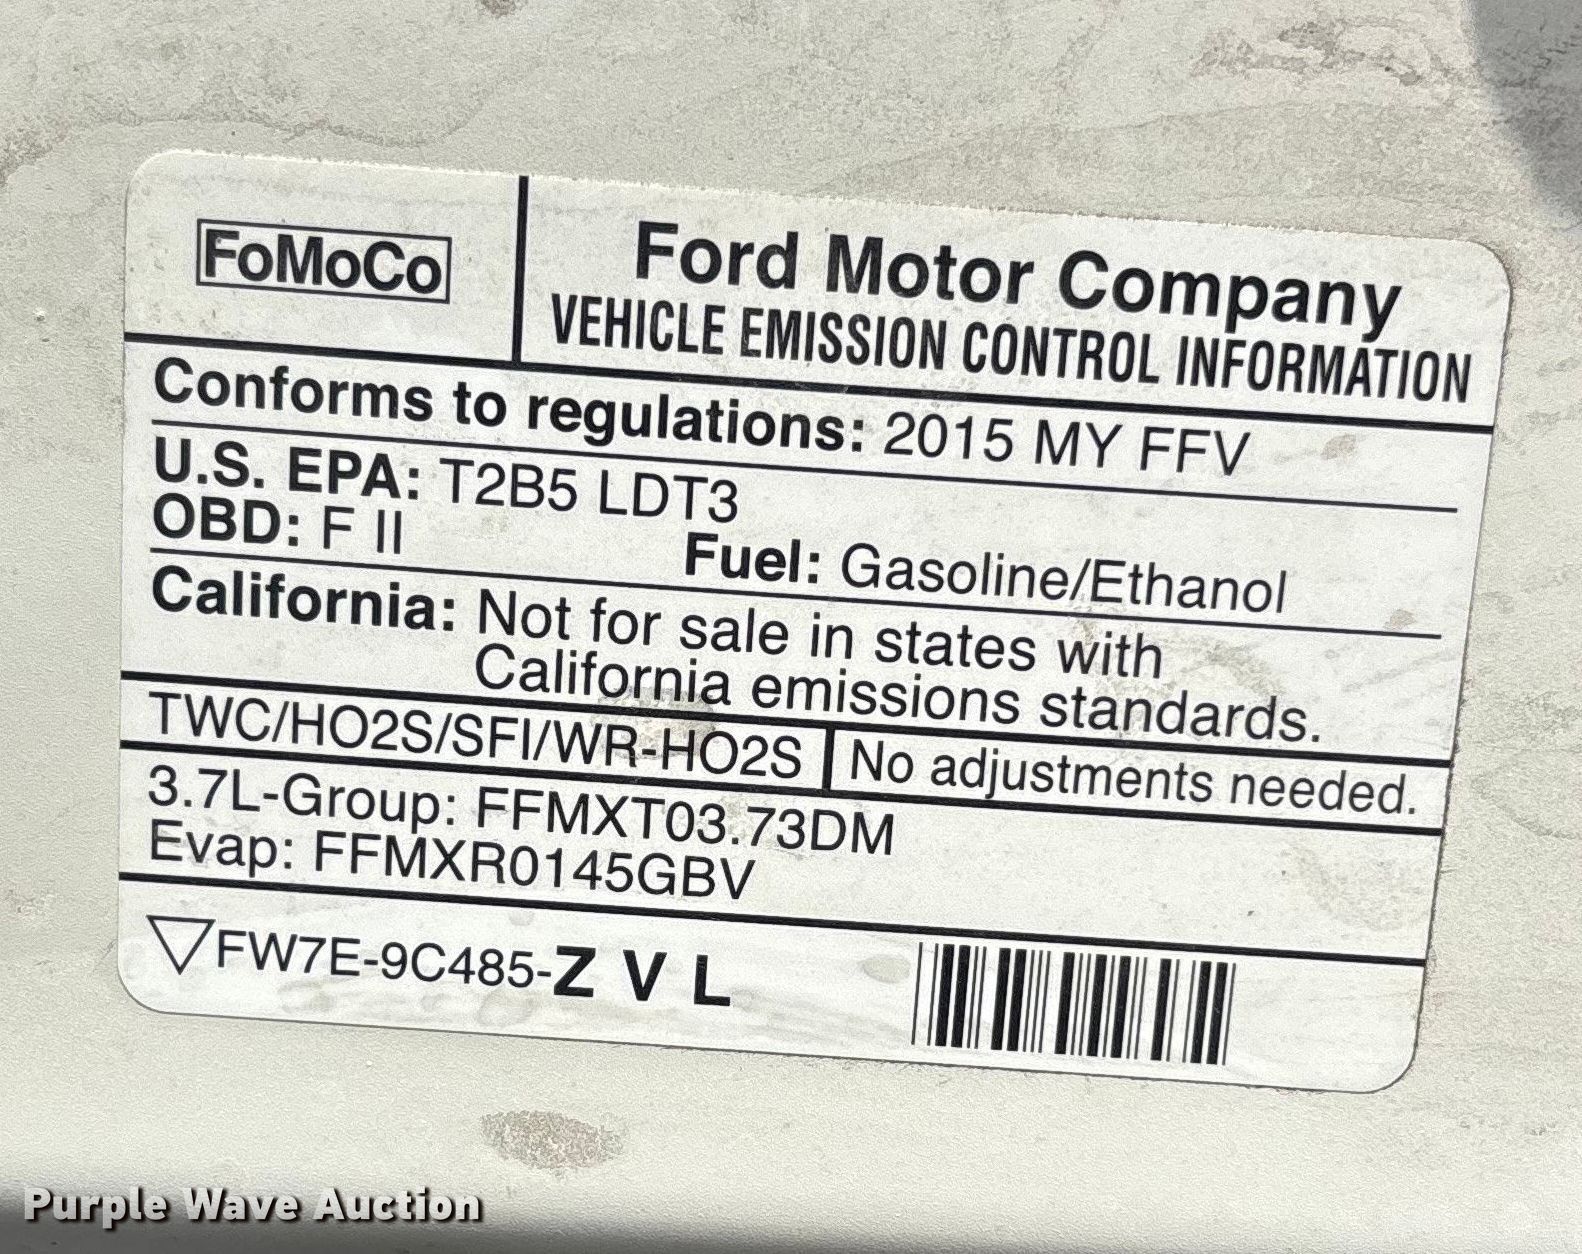 FoMoCo
Ford Motor Company
VEHICLE EMISSION CONTROL INFORMATION
Conforms to regulations: 2015 MY FFV
U.S. EPA: T2B5 LDT3
OBD: F II Fuel: Gasoline/Ethanol
California: Not for sale in states with
California emissions standards.
TWC/HO2S/SFI/WR-HO2S No adjustments needed.
3.7L-Group: FFMXT03.73DM
Evap: FFMXR0145GBV
FW7E-9C485-Z V L
Purple Wave Auction